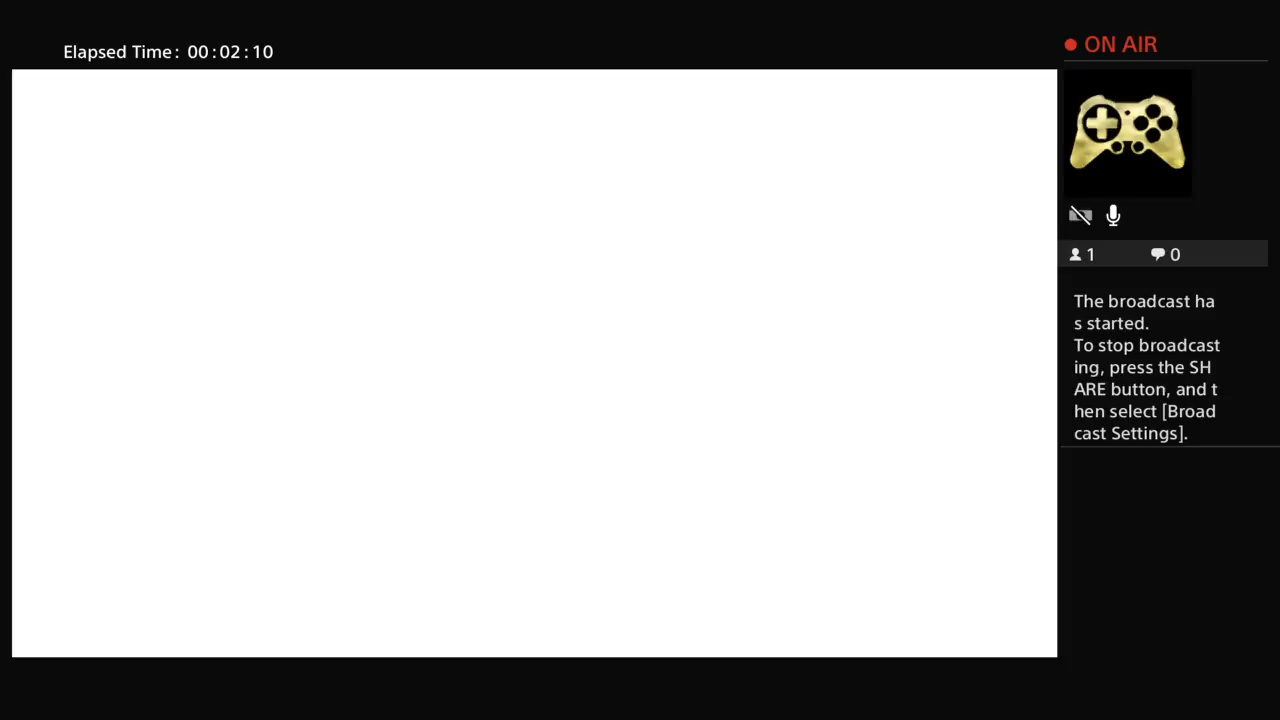 Elapsed Time: 00:02:10
ON AIR
1 0
The broadcast ha
s started.
To stop broadcast
ing, press the SH
ARE button, and t
hen select [Broad
cast Settings].